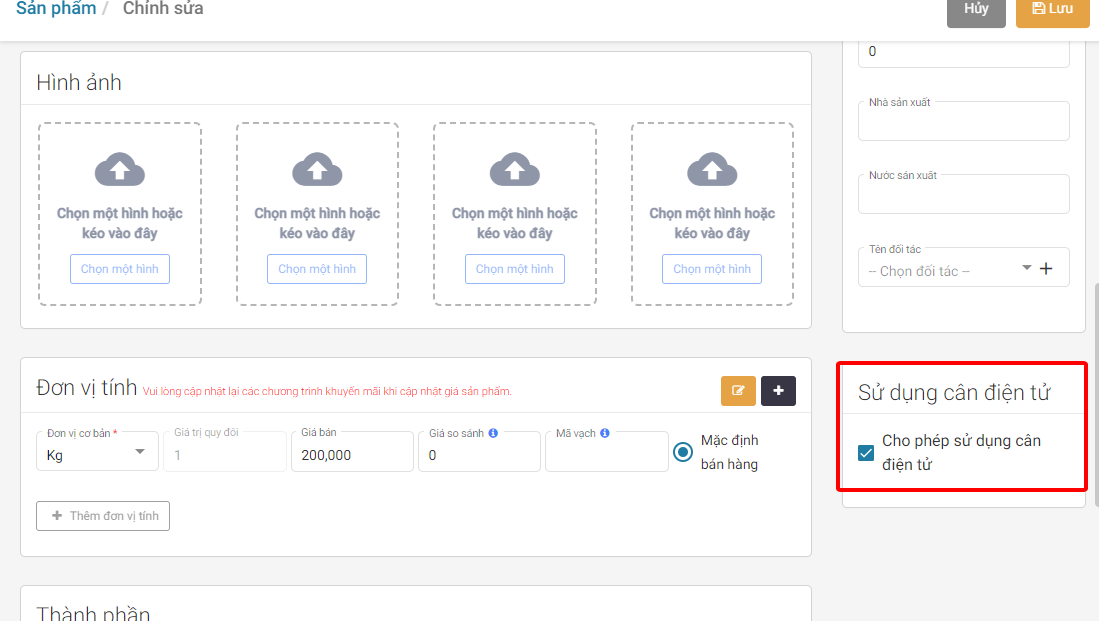 Sản phẩm / Chỉnh sửa
Hủy
Lưu
Hình ảnh
Chọn một hình hoặc
kéo vào đây
Chọn một hình
Chọn một hình hoặc
kéo vào đây
Chọn một hình
Chọn một hình hoặc
kéo vào đây
Chọn một hình
Chọn một hình hoặc
kéo vào đây
Chọn một hình
Đơn vị tính Vui lòng cập nhật lại các chương trình khuyến mãi khi cập nhật giá sản phẩm.
Đơn vị cơ bản *
Kg
Giá trị quy đổi
1
Giá bán
200,000
Giá so sánh
0
Mã vạch
Mặc định
bán hàng
Thêm đơn vị tính
Thành phần
0
Nhà sản xuất
Nước sản xuất
Tên đối tác
-- Chọn đối tác --
Sử dụng cân điện tử
Cho phép sử dụng cân
điện tử